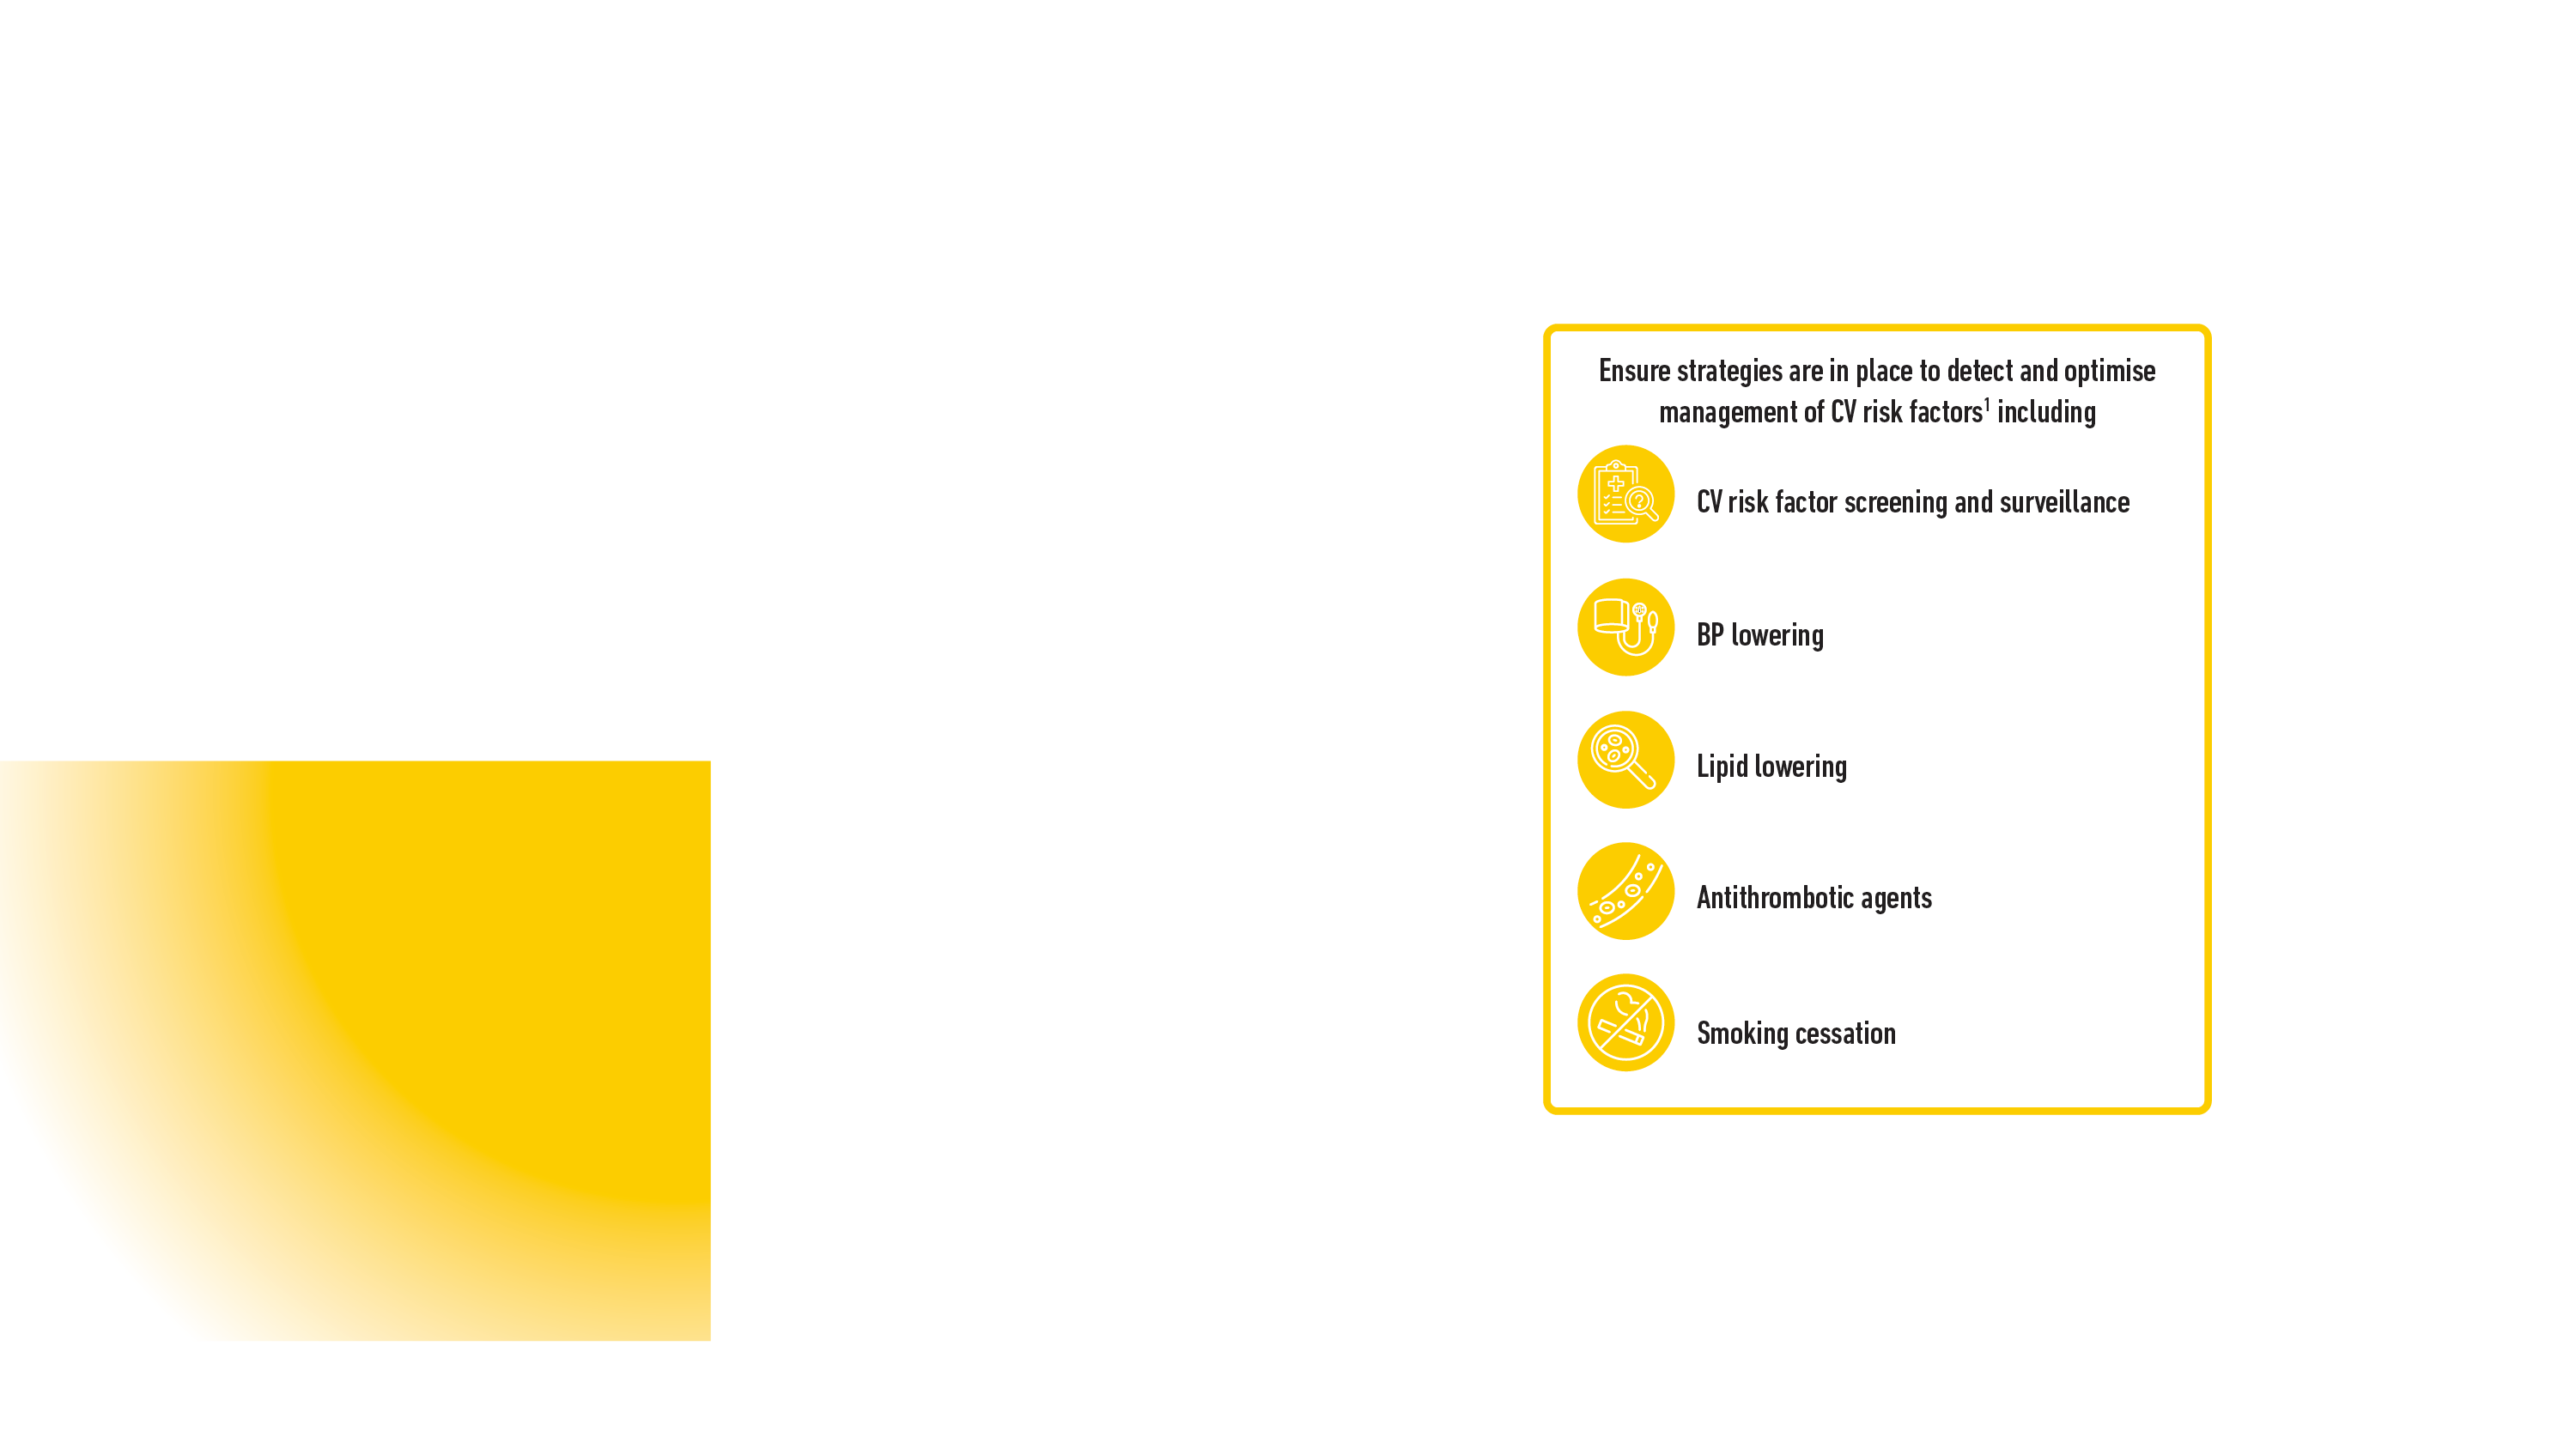 Ensure strategies are in place to detect and optimise
management of CV risk factors¹ including
CV risk factor screening and surveillance
BP lowering
Lipid lowering
Antithrombotic agents
Smoking cessation